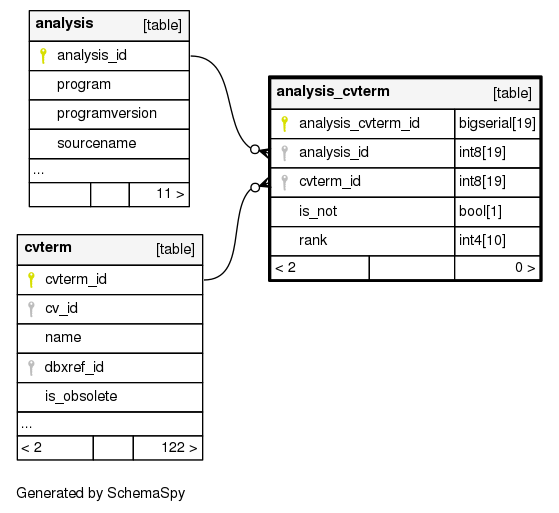 analysis [table]
analysis_id
program
programversion
sourcename
...
11 >
analysis_cvterm [table]
analysis_cvterm_id bigserial[19]
analysis_id int8[19]
cvterm_id int8[19]
is_not bool[1]
rank int4[10]
< 2 0 >
cvterm [table]
cvterm_id
cv_id
name
dbxref_id
is_obsolete
...
< 2 122 >
Generated by SchemaSpy